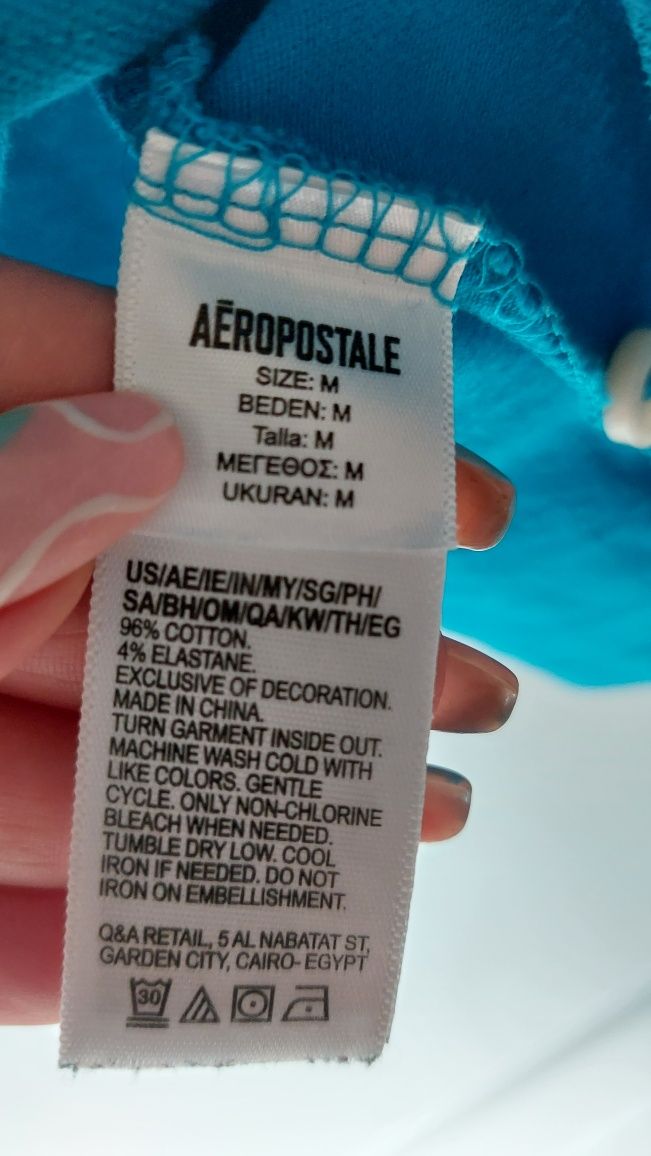 AĒROPOSTALE
SIZE: M
BEDEN: M
Talla: M
ΜΕΓΕΘΟΣ: M
UKURAN: M
US/AE/IE/IN/MY/SG/PH/
SA/BH/OM/QA/KW/TH/EG
96% COTTON.
4% ELASTANE.
EXCLUSIVE OF DECORATION.
MADE IN CHINA.
TURN GARMENT INSIDE OUT.
MACHINE WASH COLD WITH
LIKE COLORS. GENTLE
CYCLE. ONLY NON-CHLORINE
BLEACH WHEN NEEDED.
TUMBLE DRY LOW. COOL
IRON IF NEEDED. DO NOT
IRON ON EMBELLISHMENT.
Q&A RETAIL, 5 AL NABATAT ST,
GARDEN CITY, CAIRO- EGYPT
30